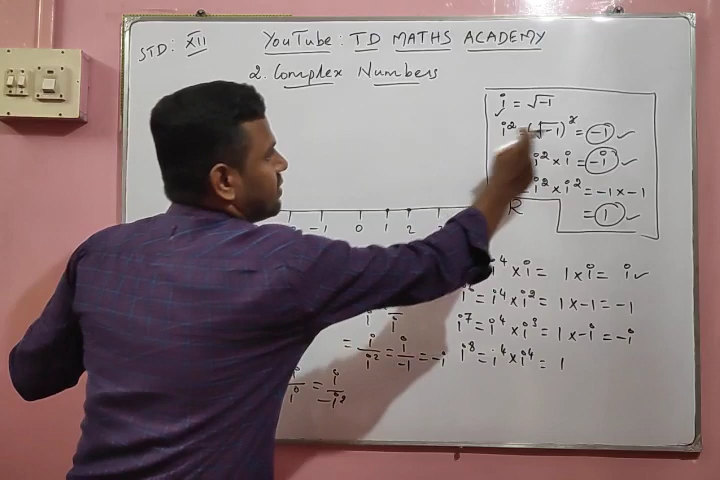 STD: XII
YouTube: TD MATHS ACADEMY
2. Complex Numbers
i = √-1
i² = (√-1)² = -1
i² × i = -i
i² × i² = -1 × -1
= 1
R
-1 0 1 2
i⁴ × i = 1 × i = i
i⁶ = i⁴ × i² = 1 × -1 = -1
i⁷ = i⁴ × i³ = 1 × -i = -i
= i/i² = i/-1 = -i
i⁸ = i⁴ × i⁴ = 1